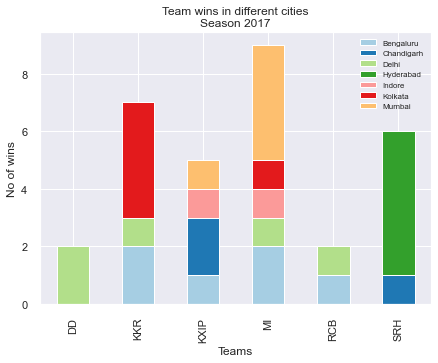 Team wins in different cities
Season 2017
Bengaluru
Chandigarh
Delhi
Hyderabad
Indore
Kolkata
Mumbai
No of wins
8
6
4
2
0
DD
KKR
KXIP
MI
RCB
SRH
Teams